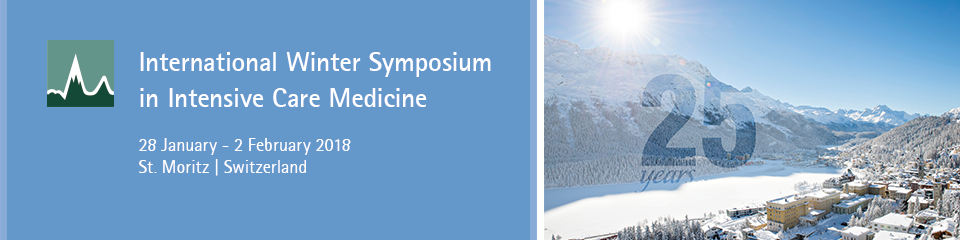 International Winter Symposium
in Intensive Care Medicine
28 January - 2 February 2018
St. Moritz | Switzerland
25
years